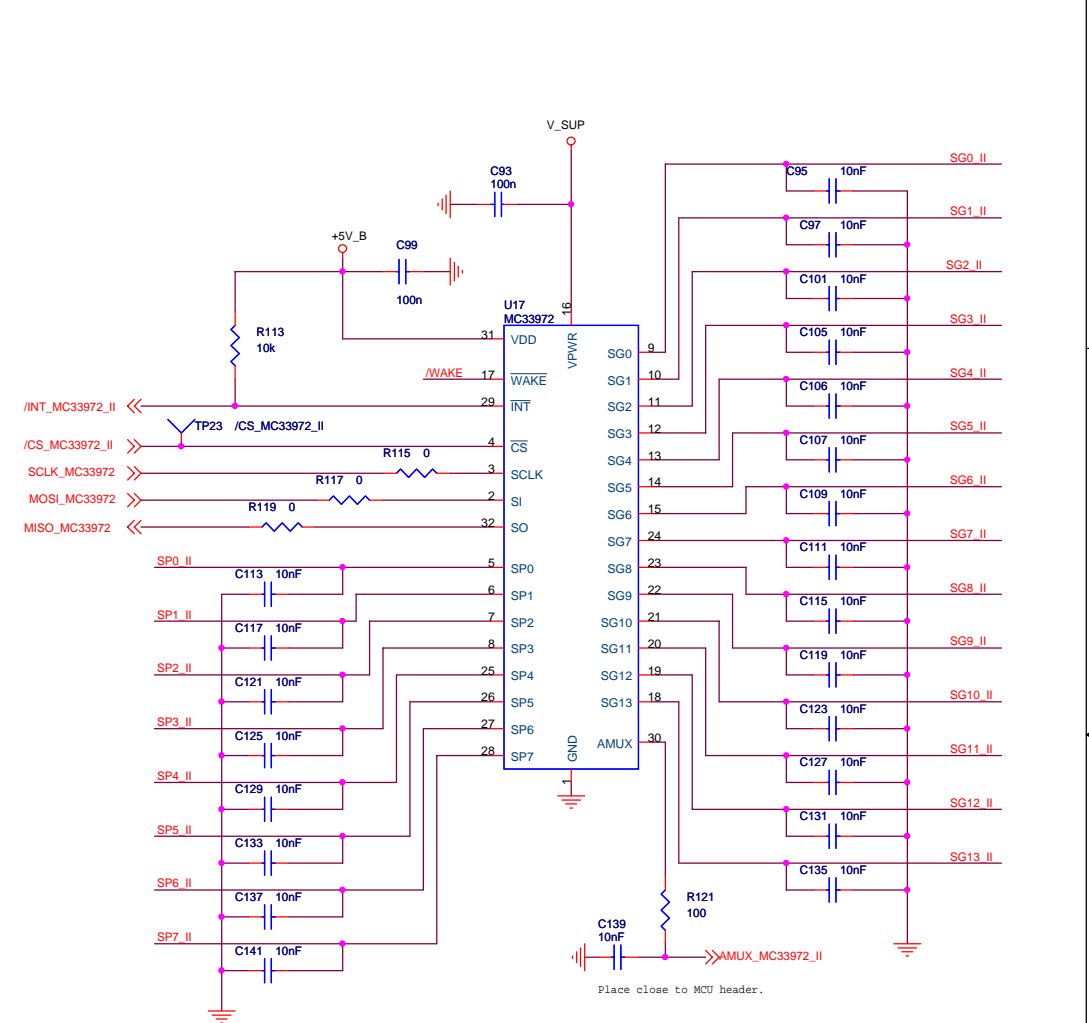 V_SUP
C93
100n
+5V_B
C99
100n
R113
10k
U17
MC33972
16
VPWR
31
VDD
/WAKE
17
WAKE
/INT_MC33972_II
29
INT
TP23
/CS_MC33972_II
/CS_MC33972_II
4
CS
R115 0
SCLK_MC33972
3
SCLK
R117 0
MOSI_MC33972
2
SI
R119 0
MISO_MC33972
32
SO
SP0_II
5
SP0
C113 10nF
6
SP1
SP1_II
7
SP2
C117 10nF
8
SP3
SP2_II
25
SP4
C121 10nF
26
SP5
SP3_II
27
SP6
C125 10nF
28
SP7
SP4_II
C129 10nF
SP5_II
C133 10nF
SP6_II
C137 10nF
SP7_II
C141 10nF
GND
1
SG0
9
SG1
10
SG2
11
SG3
12
SG4
13
SG5
14
SG6
15
SG7
24
SG8
23
SG9
22
SG10
21
SG11
20
SG12
19
SG13
18
AMUX
30
SG0_II
C95 10nF
SG1_II
C97 10nF
SG2_II
C101 10nF
SG3_II
C105 10nF
SG4_II
C106 10nF
SG5_II
C107 10nF
SG6_II
C109 10nF
SG7_II
C111 10nF
SG8_II
C115 10nF
SG9_II
C119 10nF
SG10_II
C123 10nF
SG11_II
C127 10nF
SG12_II
C131 10nF
SG13_II
C135 10nF
R121
100
C139
10nF
AMUX_MC33972_II
Place close to MCU header.